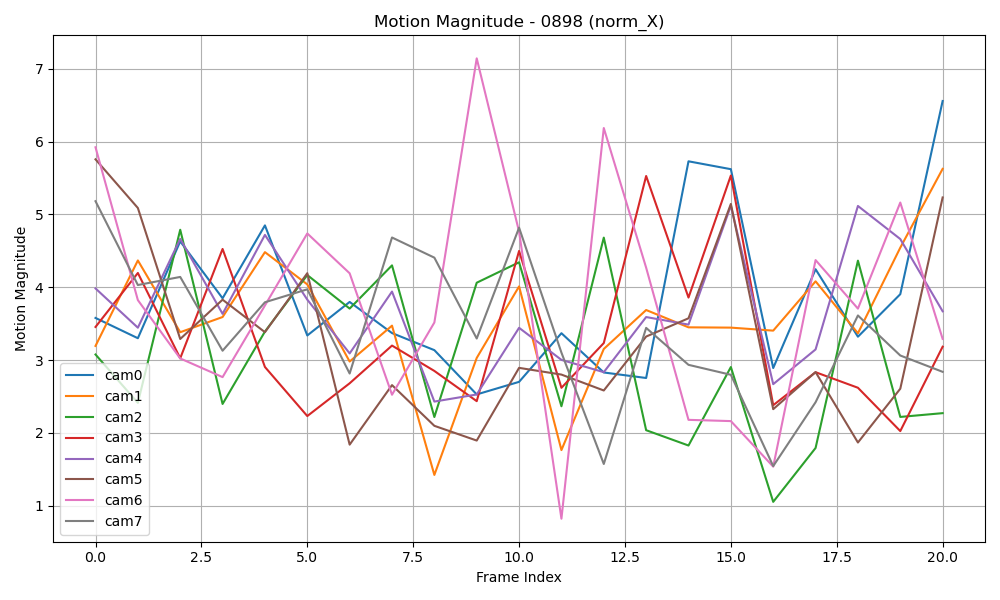 Motion Magnitude - 0898 (norm_X)
Motion Magnitude
7
6
5
4
3
2
1
cam0
cam1
cam2
cam3
cam4
cam5
cam6
cam7
0.0 2.5 5.0 7.5 10.0 12.5 15.0 17.5 20.0
Frame Index